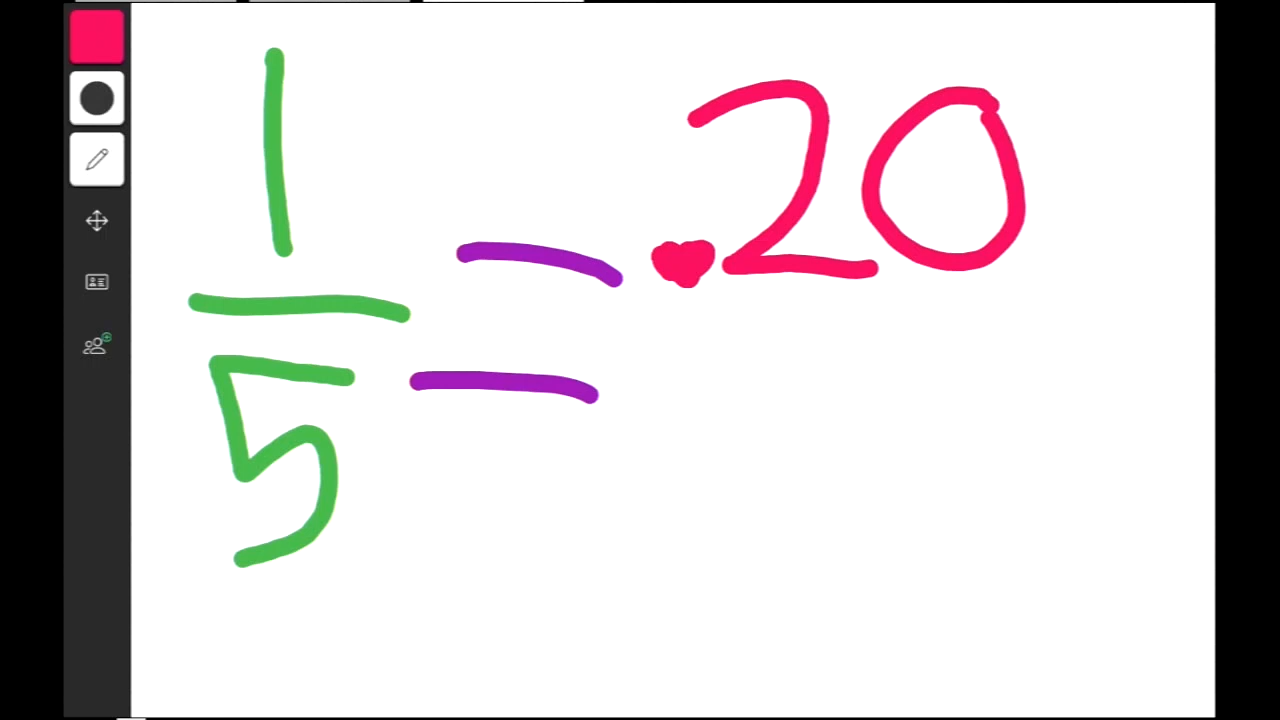 1/5 = .20